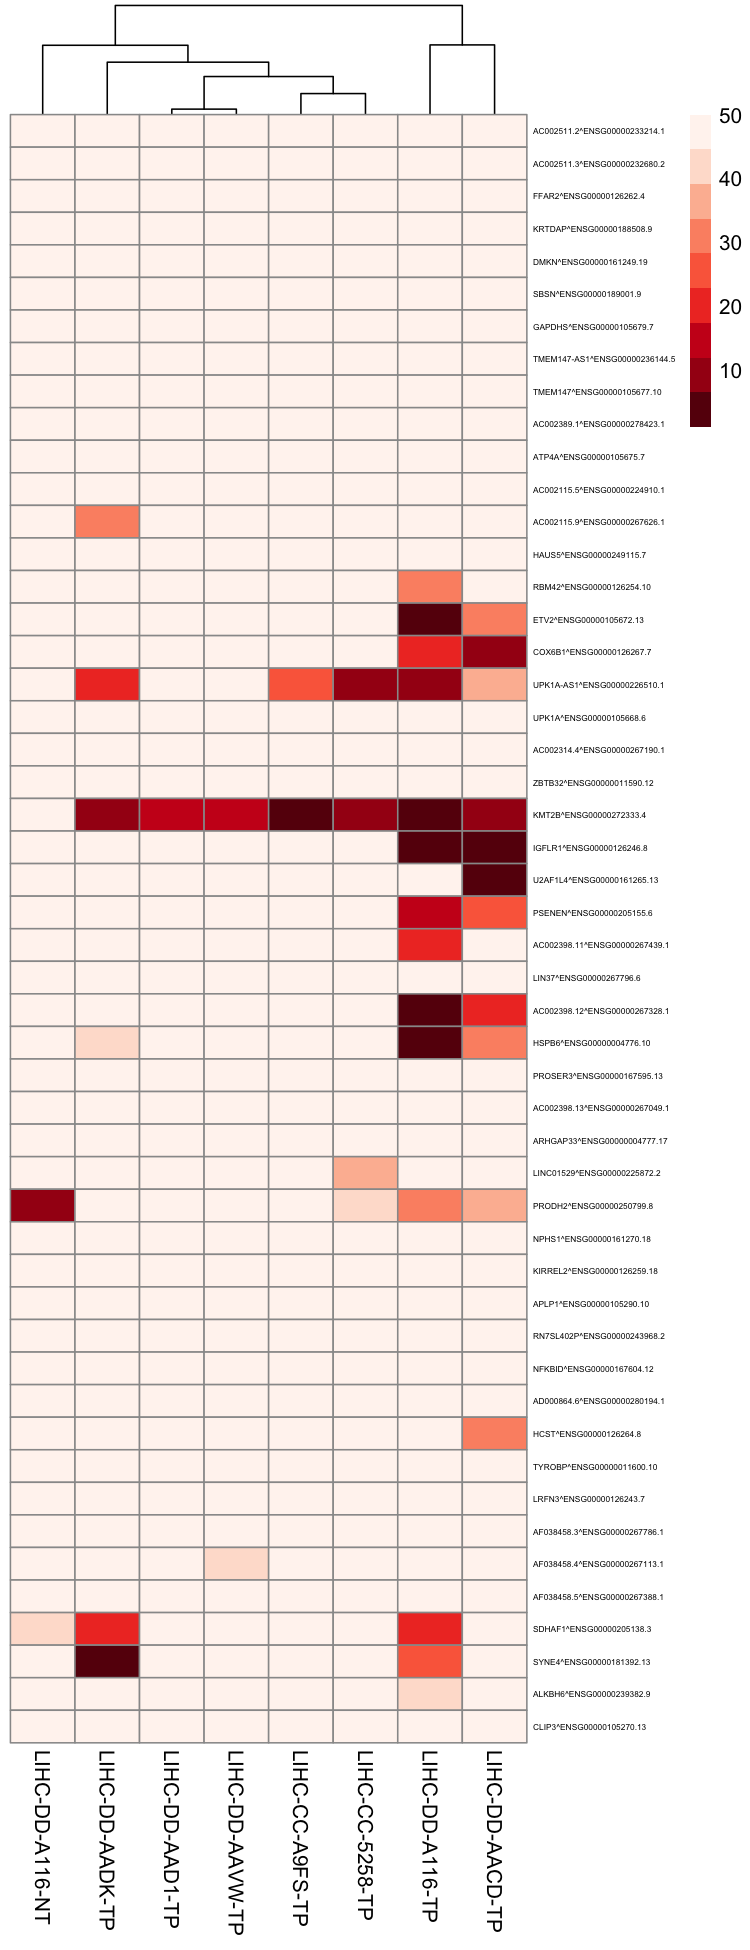 50
40
30
20
10
AC002511.2^ENSG00000233214.1
AC002511.3^ENSG00000232680.2
FFAR2^ENSG00000126262.4
KRTDAP^ENSG00000188508.9
DMKN^ENSG00000161249.19
SBSN^ENSG00000189001.9
GAPDHS^ENSG00000105679.7
TMEM147-AS1^ENSG00000236144.5
TMEM147^ENSG00000105677.10
AC002389.1^ENSG00000278423.1
ATP4A^ENSG00000105675.7
AC002115.5^ENSG00000224910.1
AC002115.9^ENSG00000267626.1
HAUS5^ENSG00000249115.7
RBM42^ENSG00000126254.10
ETV2^ENSG00000105672.13
COX6B1^ENSG00000126267.7
UPK1A-AS1^ENSG00000226510.1
UPK1A^ENSG00000105668.6
AC002314.4^ENSG00000267190.1
ZBTB32^ENSG00000011590.12
KMT2B^ENSG00000272333.4
IGFLR1^ENSG00000126246.8
U2AF1L4^ENSG00000161265.13
PSENEN^ENSG00000205155.6
AC002398.11^ENSG00000267439.1
LIN37^ENSG00000267796.6
AC002398.12^ENSG00000267328.1
HSPB6^ENSG00000004776.10
PROSER3^ENSG00000167595.13
AC002398.13^ENSG00000267049.1
ARHGAP33^ENSG00000004777.17
LINC01529^ENSG00000225872.2
PRODH2^ENSG00000250799.8
NPHS1^ENSG00000161270.18
KIRREL2^ENSG00000126259.18
APLP1^ENSG00000105290.10
RN7SL402P^ENSG00000243968.2
NFKBID^ENSG00000167604.12
AD000864.6^ENSG00000280194.1
HCST^ENSG00000126264.8
TYROBP^ENSG00000011600.10
LRFN3^ENSG00000126243.7
AF038458.3^ENSG00000267786.1
AF038458.4^ENSG00000267113.1
AF038458.5^ENSG00000267388.1
SDHAF1^ENSG00000205138.3
SYNE4^ENSG00000181392.13
ALKBH6^ENSG00000239382.9
CLIP3^ENSG00000105270.13
LIHC-DD-A116-NT
LIHC-DD-AADK-TP
LIHC-DD-AAD1-TP
LIHC-DD-AAVW-TP
LIHC-CC-A9FS-TP
LIHC-CC-5258-TP
LIHC-DD-A116-TP
LIHC-DD-AACD-TP